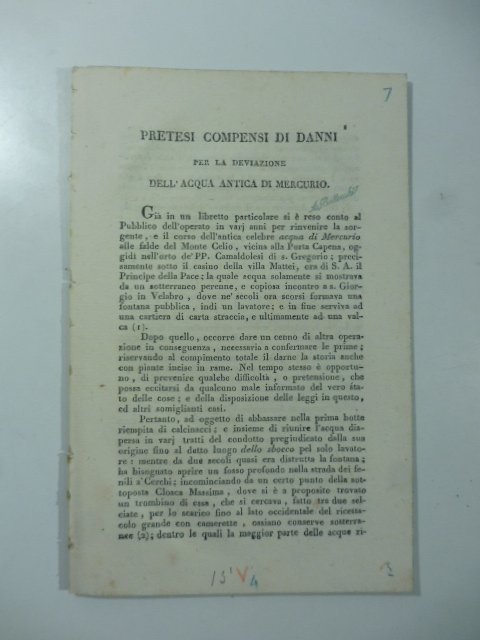 7
PRETESI COMPENSI DI DANNI
PER LA DEVIAZIONE
DELL' ACQUA ANTICA DI MERCURIO.
Già in un libretto particolare si è reso conto al
Pubblico dell'operato in varj anni per rinvenire la sor-
gente, e il corso dell'antica celebre acqua di Mercurio
alle falde del Monte Celio, vicina alla Porta Capena, og-
gidì nell'orto de' PP. Camaldolesi di s. Gregorio; preci-
samente sotto il casino della villa Mattei, ora di S. A. il
Principe della Pace; la quale acqua solamente si mostrava
da un sotterraneo perenne, e copiosa incontro a s. Gior-
gio in Velabro, dove ne' secoli ora scorsi formava una
fontana pubblica, indi un lavatore; e in fine serviva ad
una cartiera di carta straccia, e ultimamente ad una val-
ca (1).
Dopo quello, occorre dare un cenno di altra opera-
zione in conseguenza, necessaria a confermare le prime;
riservando al compimento totale il darne la storia anche
con piante incise in rame. Nel tempo stesso è opportu-
no, di prevenire qualche difficoltà, o pretensione, che
possa eccitarsi da qualcuno male informato del vero sta-
to delle cose; e della disposizione delle leggi in questo,
ed altri somiglianti casi.
Pertanto, ad oggetto di abbassare nella prima botte
riempita di calcinacci; e insieme di riunire l'acqua di-
spersa in varj tratti del condotto pregiudicato dalla sua
origine fino al detto luogo dello sbocco pel solo lavato-
re: mentre da due secoli quasi era distrutta la fontana;
ha bisognato aprire un fosso profondo nella strada dei fe-
nili a' Cerchi; incominciando da un certo punto della sot-
toposta Cloaca Massima, dove si è a proposito trovato
un trombino di essa, che si cercava, fatto tra due sel-
ciate, per lo scarico fino al lato occidentale del ricetta-
colo grande con camerette, ossiano conserve sotterra-
nee (2); dentro le quali la maggior parte delle acque ri-